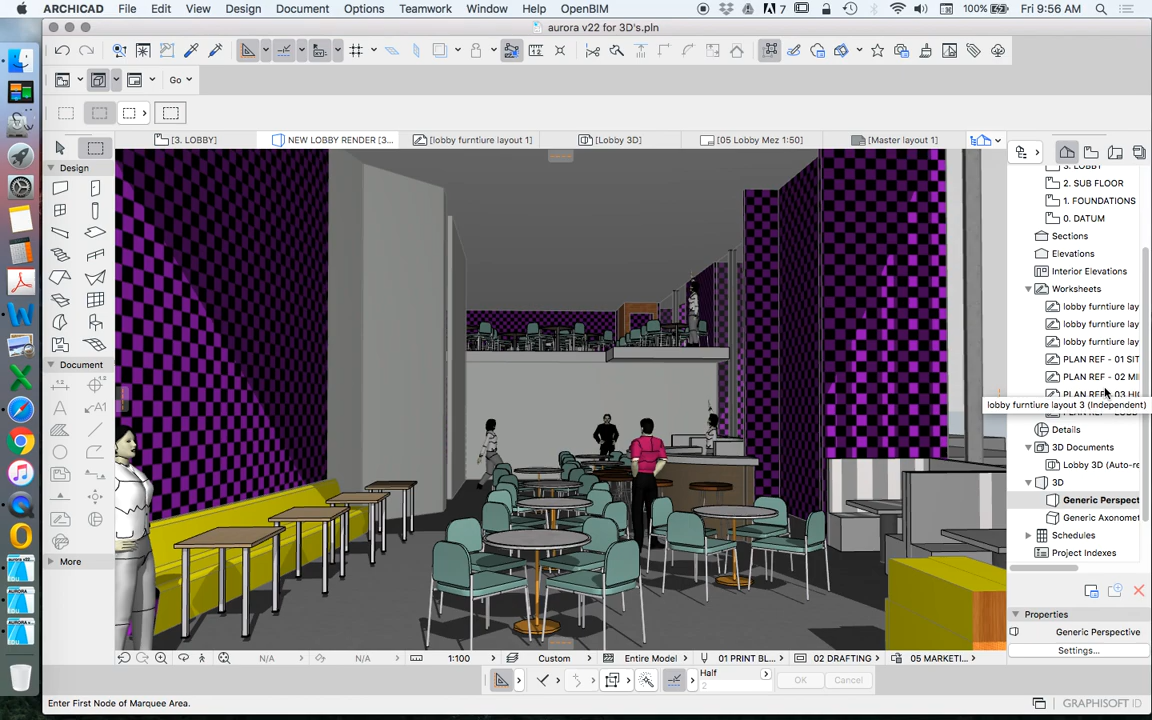 ARCHICAD File Edit View Design Document Options Teamwork Window Help OpenBIM
7 100% Fri 9:56 AM
aurora v22 for 3D's.pln
Go
[3. LOBBY] NEW LOBBY RENDER [3... [lobby furntiure layout 1] [Lobby 3D] [05 Lobby Mez 1:50] [Master layout 1]
Design
Document
More
2. SUB FLOOR
1. FOUNDATIONS
0. DATUM
Sections
Elevations
Interior Elevations
Worksheets
lobby furntiure lay
lobby furntiure lay
lobby furntiure lay
PLAN REF - 01 SIT
PLAN REF - 02 MI
lobby furntiure layout 3 (Independent)
Details
3D Documents
Lobby 3D (Auto-re
3D
Generic Perspect
Generic Axonomet
Schedules
Project Indexes
Properties
Generic Perspective
Settings...
N/A N/A 1:100 Custom Entire Model 01 PRINT BL... 02 DRAFTING 05 MARKETI...
Half
2
OK Cancel
Enter First Node of Marquee Area.
GRAPHISOFT ID